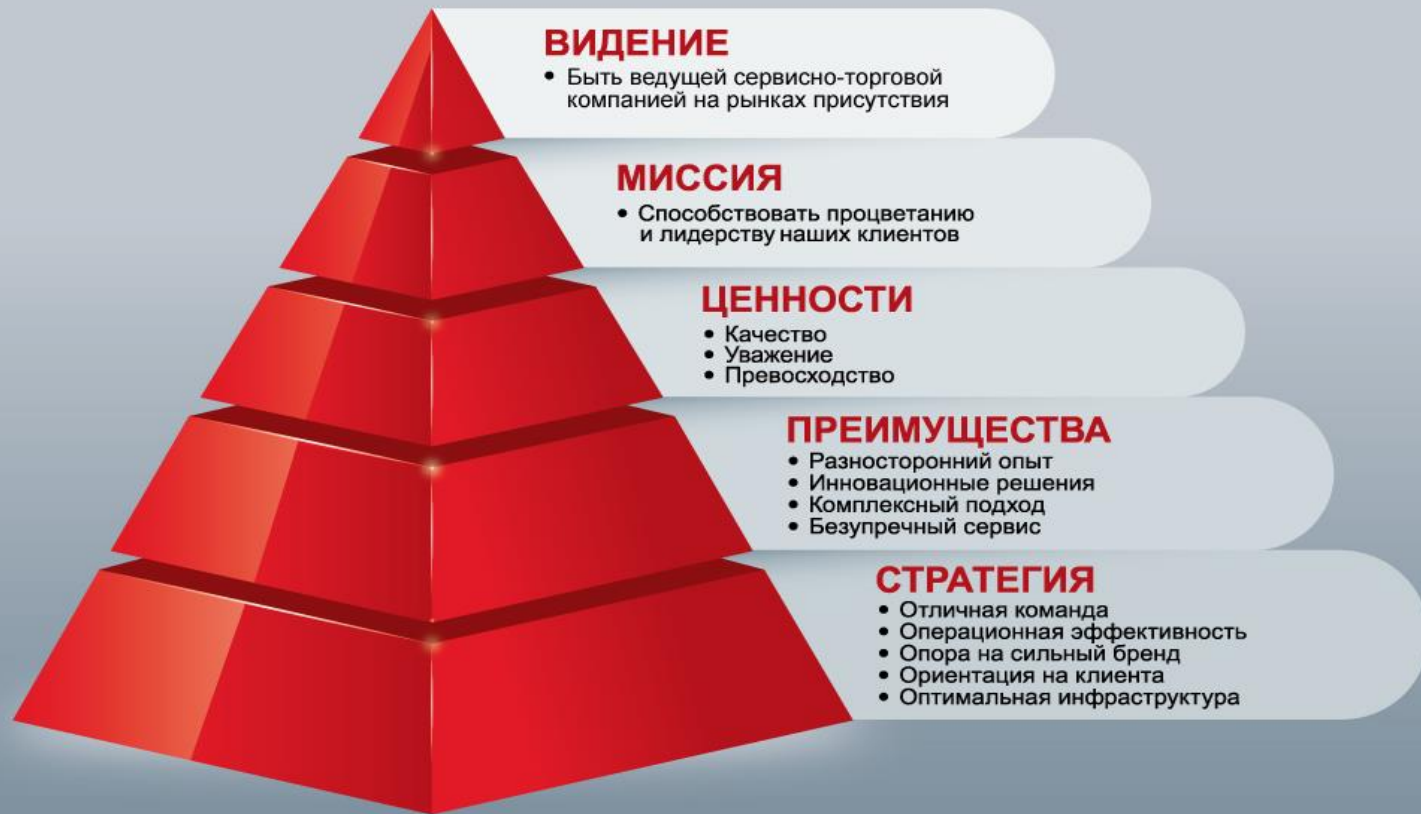 ВИДЕНИЕ
• Быть ведущей сервисно-торговой
компанией на рынках присутствия
МИССИЯ
• Способствовать процветанию
и лидерству наших клиентов
ЦЕННОСТИ
• Качество
• Уважение
• Превосходство
ПРЕИМУЩЕСТВА
• Разносторонний опыт
• Инновационные решения
• Комплексный подход
• Безупречный сервис
СТРАТЕГИЯ
• Отличная команда
• Операционная эффективность
• Опора на сильный бренд
• Ориентация на клиента
• Оптимальная инфраструктура